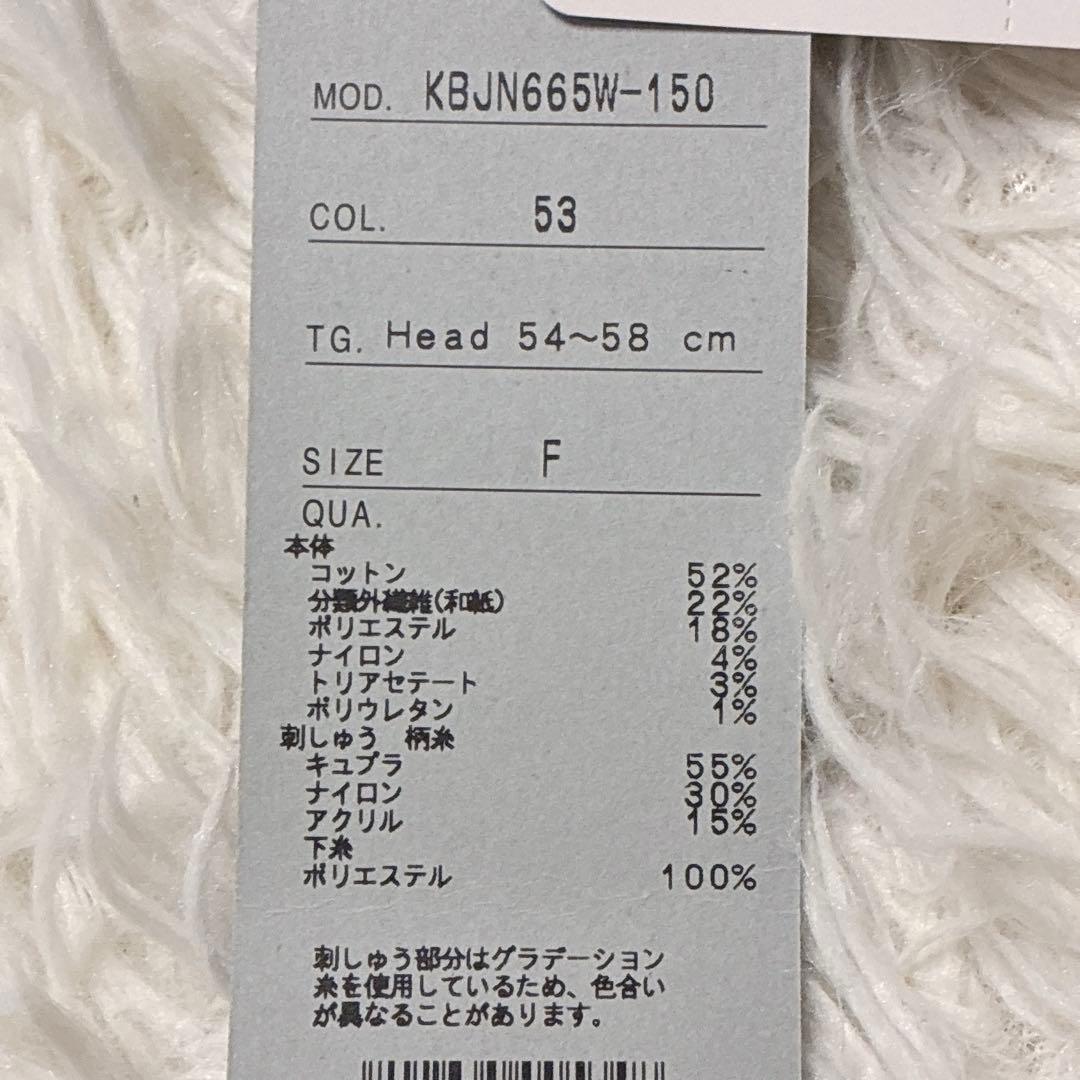 MOD. KBJN665W-150
COL. 53
TG. Head 54~58 cm
SIZE F
QUA.
本体
コットン 52%
分類外繊維(和紙) 22%
ポリエステル 18%
ナイロン 4%
トリアセテート 3%
ポリウレタン 1%
刺しゅう 柄糸
キュプラ 55%
ナイロン 30%
アクリル 15%
下糸
ポリエステル 100%
刺しゅう部分はグラデーション
糸を使用しているため、色合い
が異なることがあります。